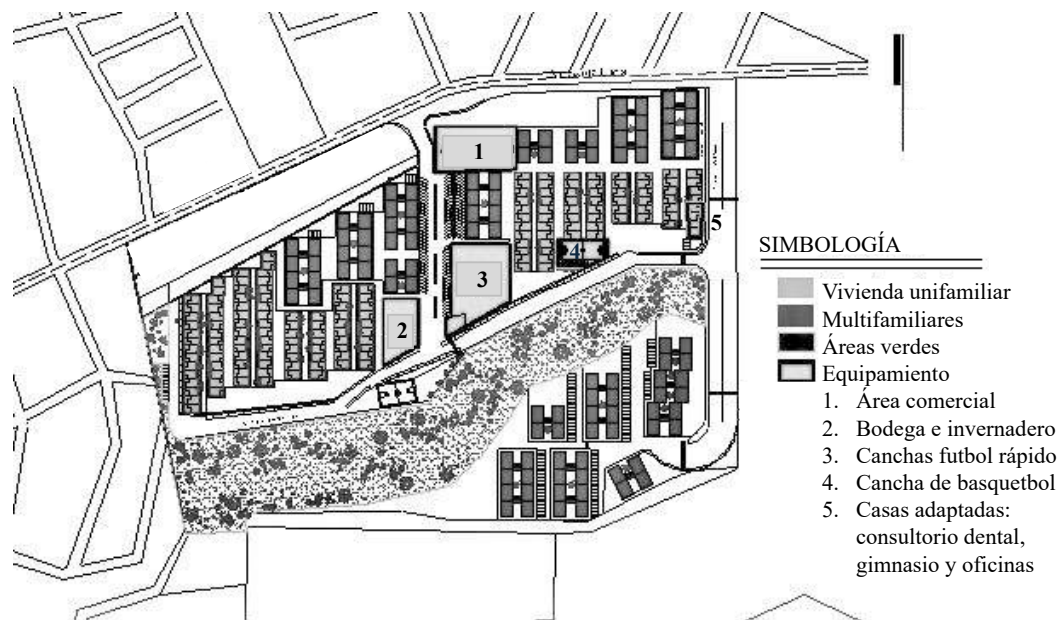 1
5
4
3
2
SIMBOLOGÍA
Vivienda unifamiliar
Multifamiliares
Áreas verdes
Equipamiento
1. Área comercial
2. Bodega e invernadero
3. Canchas futbol rápido
4. Cancha de basquetbol
5. Casas adaptadas:
consultorio dental,
gimnasio y oficinas